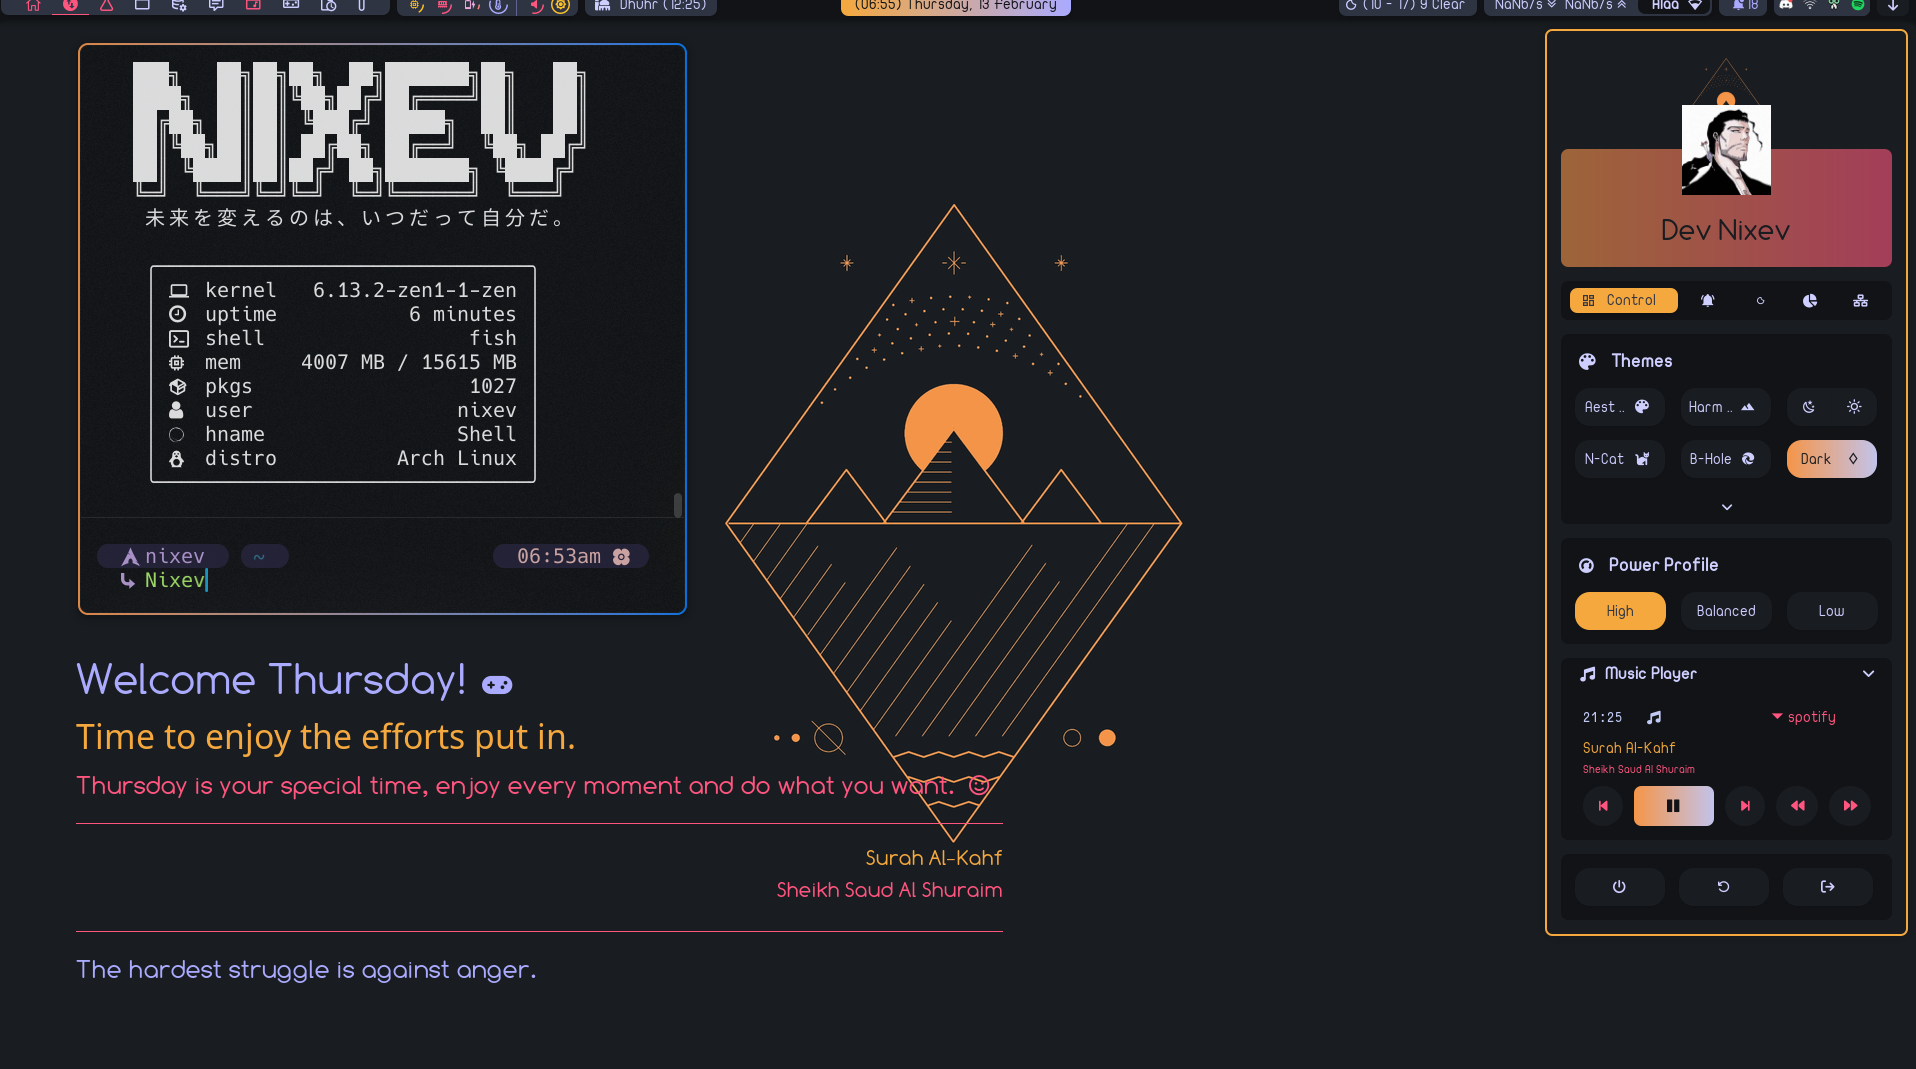 Dhuhr (12:25)
(06:55) Thursday, 13 February
(10 - 17) 9 Clear
NaNb/s NaNb/s
Alaa
18
NIXEV
未来を変えるのは、いつだって自分だ。
kernel 6.13.2-zen1-1-zen
uptime 6 minutes
shell fish
mem 4007 MB / 15615 MB
pkgs 1027
user nixev
hname Shell
distro Arch Linux
nixev ~ 06:53am
Nixev
Welcome Thursday!
Time to enjoy the efforts put in.
Thursday is your special time, enjoy every moment and do what you want.
Surah Al-Kahf
Sheikh Saud Al Shuraim
The hardest struggle is against anger.
Dev Nixev
Control
Themes
Aest .. Harm ..
N-Cat B-Hole Dark
Power Profile
High Balanced Low
Music Player
21:25 spotify
Surah Al-Kahf
Sheikh Saud Al Shuraim